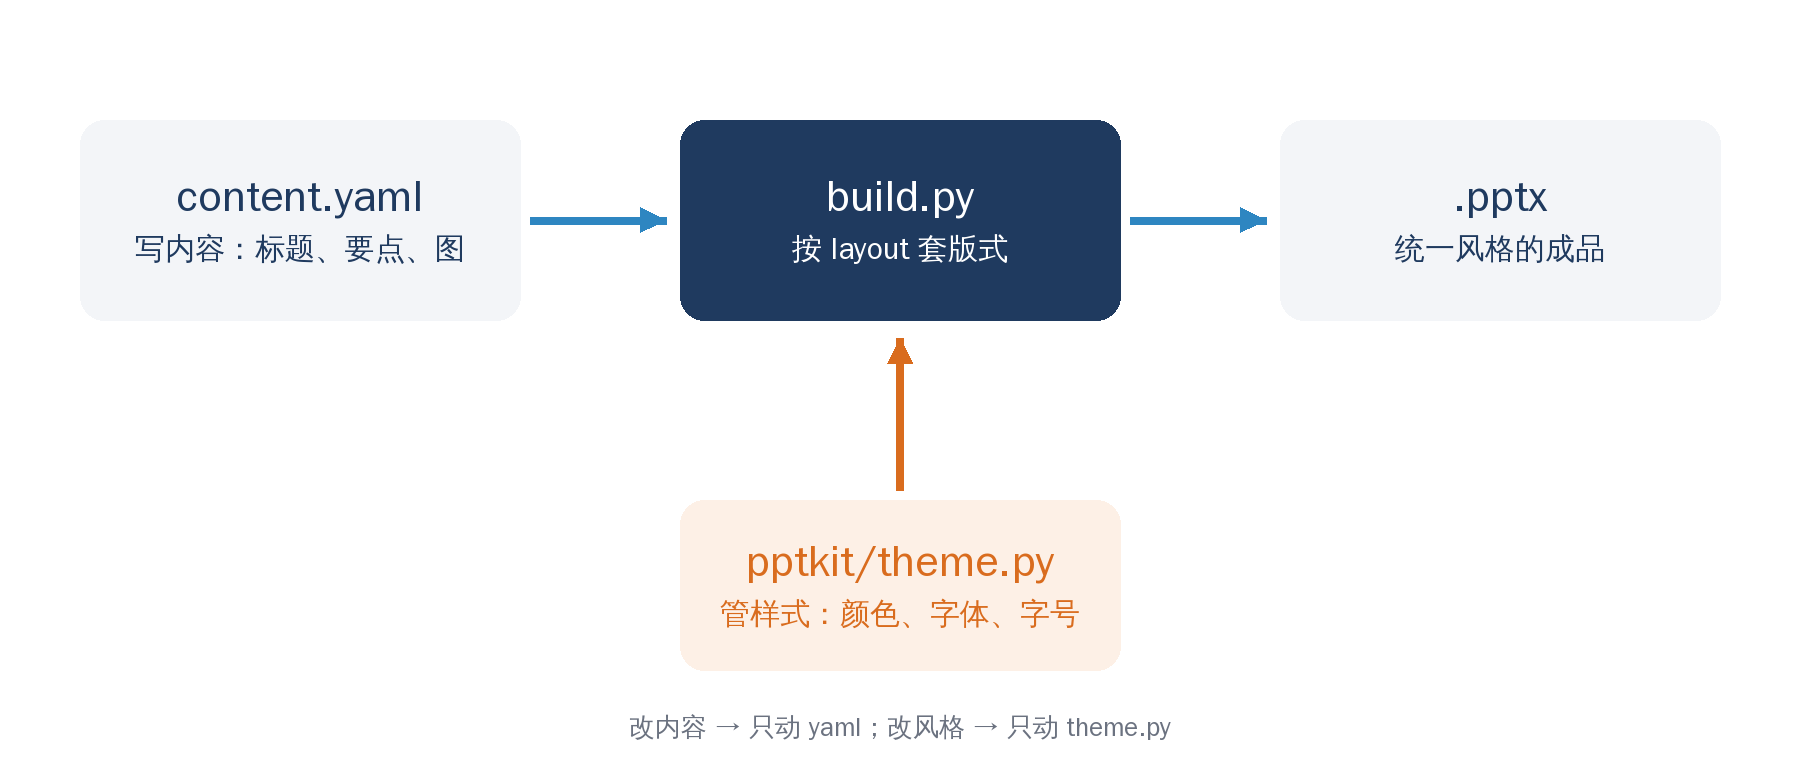 content.yaml
写内容：标题、要点、图
build.py
按 layout 套版式
.pptx
统一风格的成品
pptkit/theme.py
管样式：颜色、字体、字号
改内容 → 只动 yaml；改风格 → 只动 theme.py